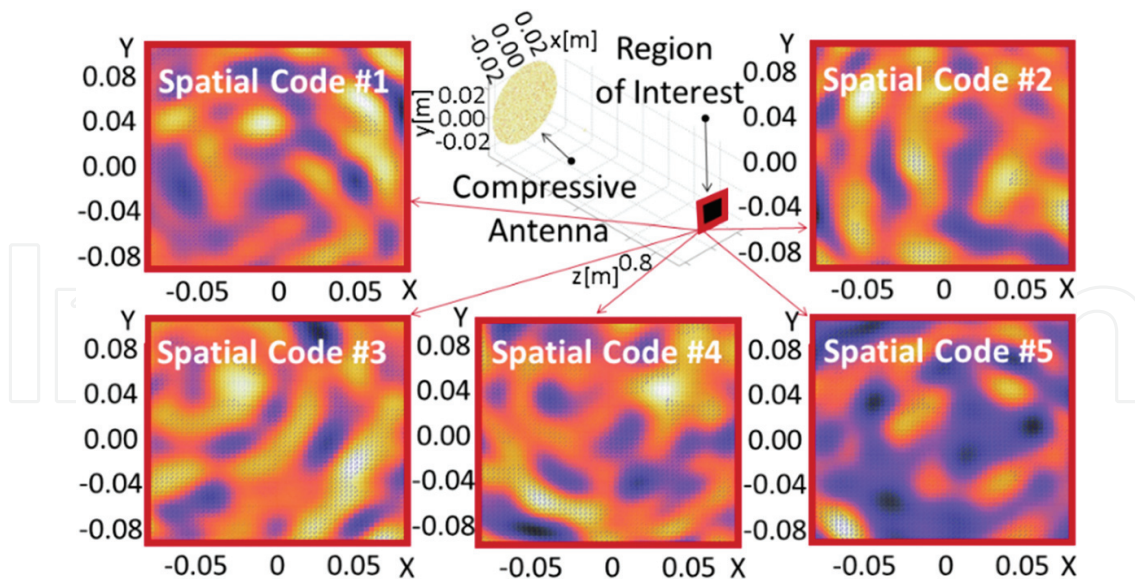 Y
0.08
0.04
0.00
-0.04
-0.08
Spatial Code #1
-0.05 0 0.05 X
-0.02 0.00 0.02
x[m]
y[m]
0.02
0.00
-0.02
Region
of Interest
Compressive
Antenna
z[m] 0.8
Y
0.08
0.04
0.00
-0.04
-0.08
Spatial Code #2
-0.05 0 0.05 X
Y
0.08
0.04
0.00
-0.04
-0.08
Spatial Code #3
-0.05 0 0.05 X
Y
0.08
0.04
0.00
-0.04
-0.08
Spatial Code #4
-0.05 0 0.05 X
Y
0.08
0.04
0.00
-0.04
-0.08
Spatial Code #5
-0.05 0 0.05 X